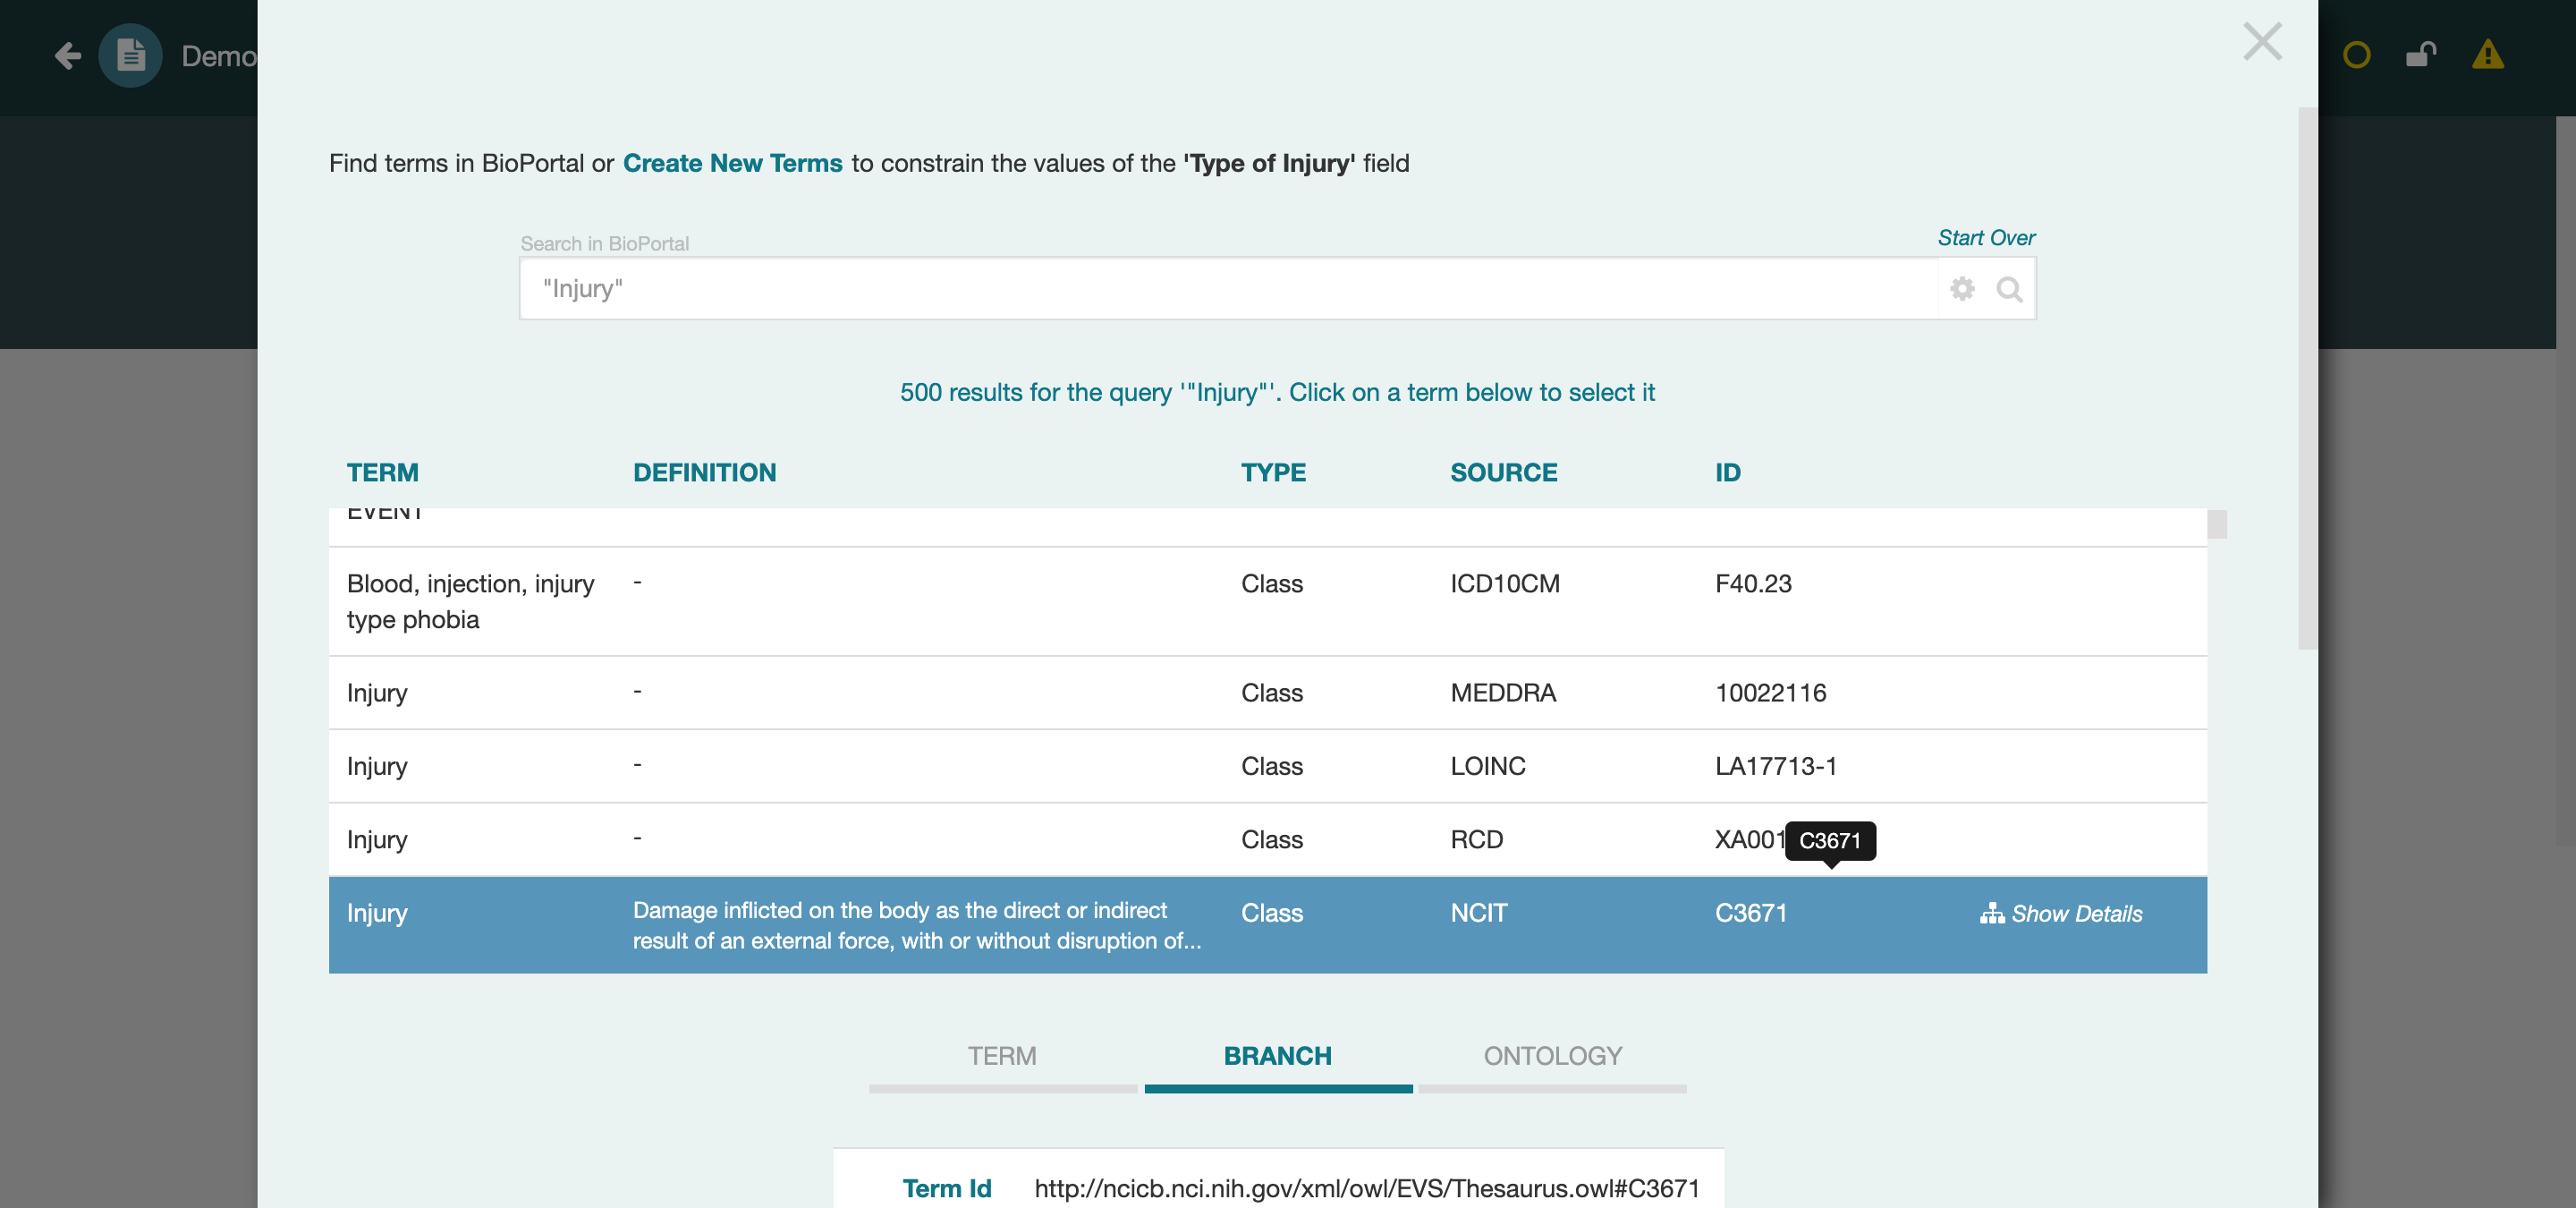 Demo
Find terms in BioPortal or Create New Terms to constrain the values of the 'Type of Injury' field
Search in BioPortal
Start Over
"Injury"
500 results for the query '"Injury"'. Click on a term below to select it
TERM DEFINITION TYPE SOURCE ID
EVENT
Blood, injection, injury - Class ICD10CM F40.23
type phobia
Injury - Class MEDDRA 10022116
Injury - Class LOINC LA17713-1
Injury - Class RCD XA001
C3671
Injury Damage inflicted on the body as the direct or indirect Class NCIT C3671 Show Details
result of an external force, with or without disruption of...
TERM BRANCH ONTOLOGY
Term Id http://ncicb.nci.nih.gov/xml/owl/EVS/Thesaurus.owl#C3671